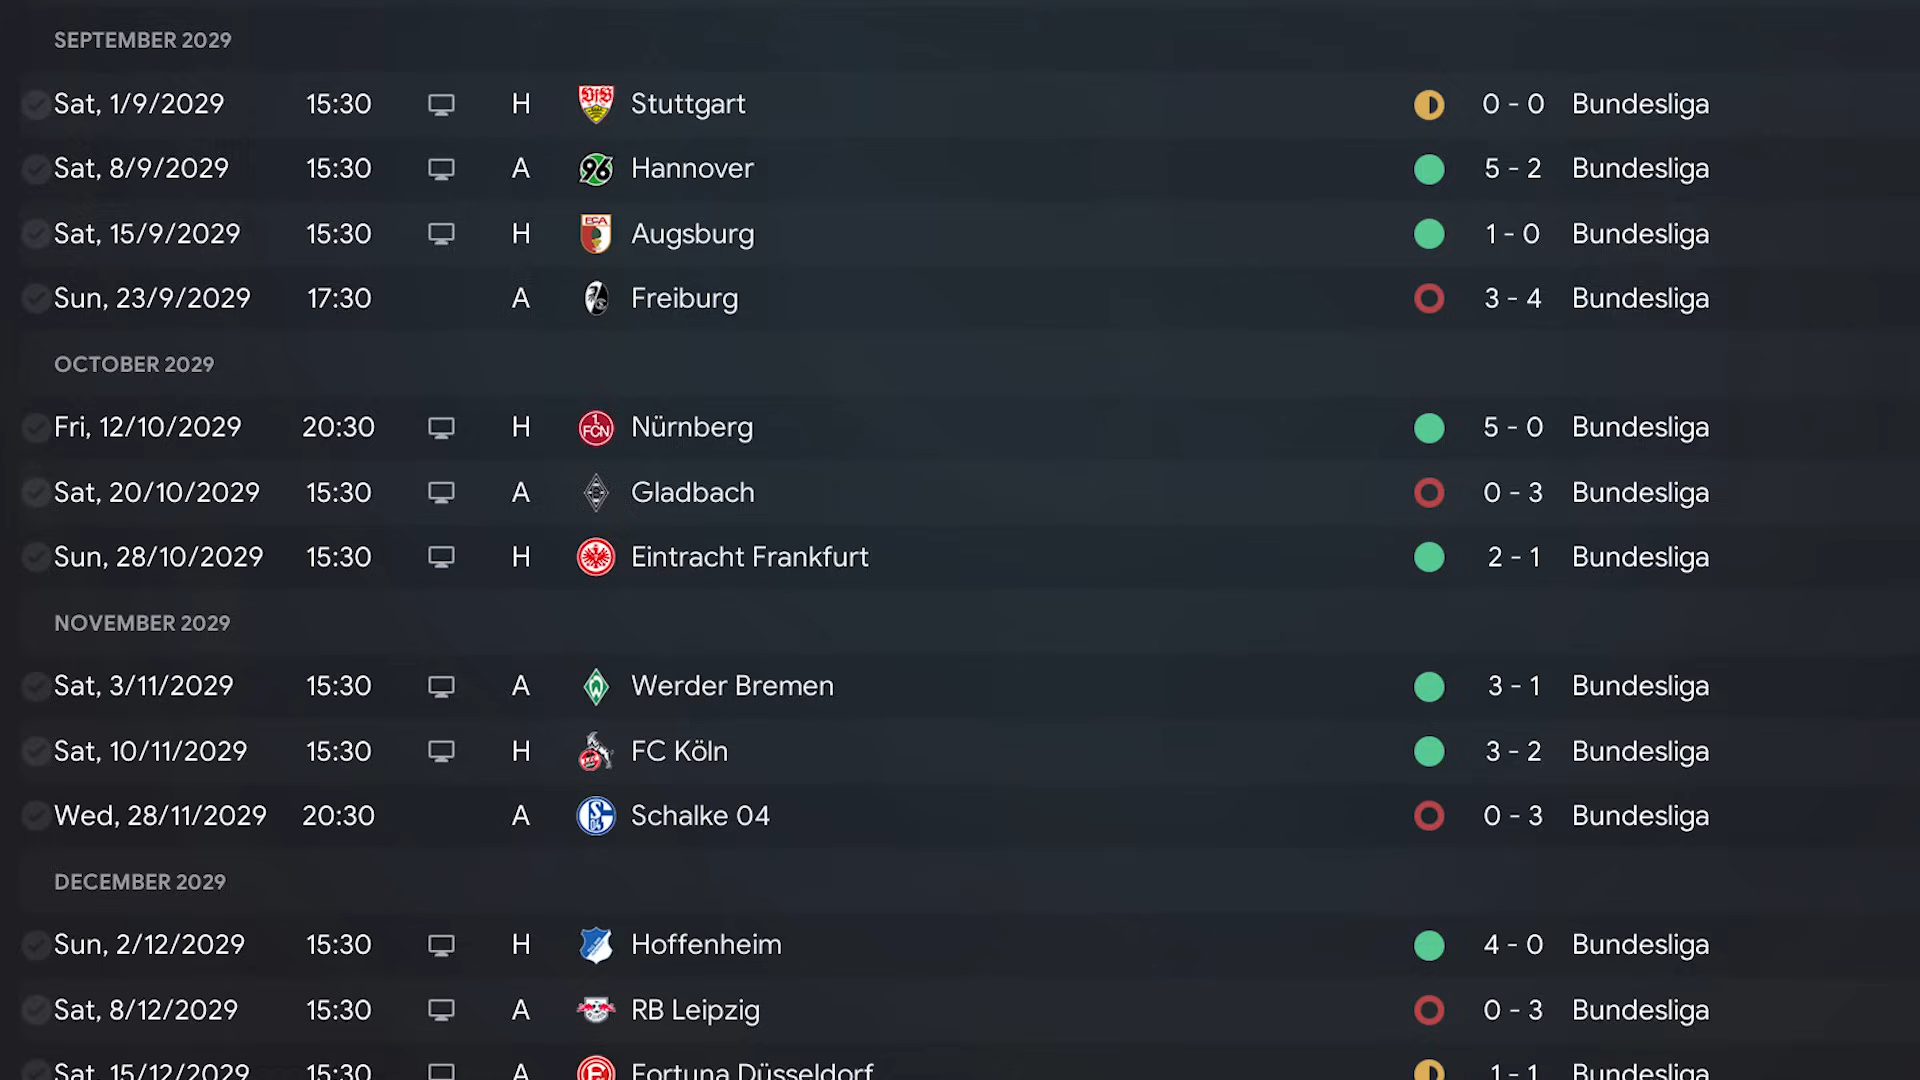 SEPTEMBER 2029
Sat, 1/9/2029 15:30 H Stuttgart 0 - 0 Bundesliga
Sat, 8/9/2029 15:30 A 96 Hannover 5 - 2 Bundesliga
Sat, 15/9/2029 15:30 H FCA Augsburg 1 - 0 Bundesliga
Sun, 23/9/2029 17:30 A Freiburg 3 - 4 Bundesliga
OCTOBER 2029
Fri, 12/10/2029 20:30 H 1 FCN Nürnberg 5 - 0 Bundesliga
Sat, 20/10/2029 15:30 A Gladbach 0 - 3 Bundesliga
Sun, 28/10/2029 15:30 H Eintracht Frankfurt 2 - 1 Bundesliga
NOVEMBER 2029
Sat, 3/11/2029 15:30 A W Werder Bremen 3 - 1 Bundesliga
Sat, 10/11/2029 15:30 H FC Köln 3 - 2 Bundesliga
Wed, 28/11/2029 20:30 A S 04 Schalke 04 0 - 3 Bundesliga
DECEMBER 2029
Sun, 2/12/2029 15:30 H Hoffenheim 4 - 0 Bundesliga
Sat, 8/12/2029 15:30 A RB Leipzig 0 - 3 Bundesliga
Sat, 15/12/2029 15:30 A F Fortuna Düsseldorf 1 - 1 Bundesliga